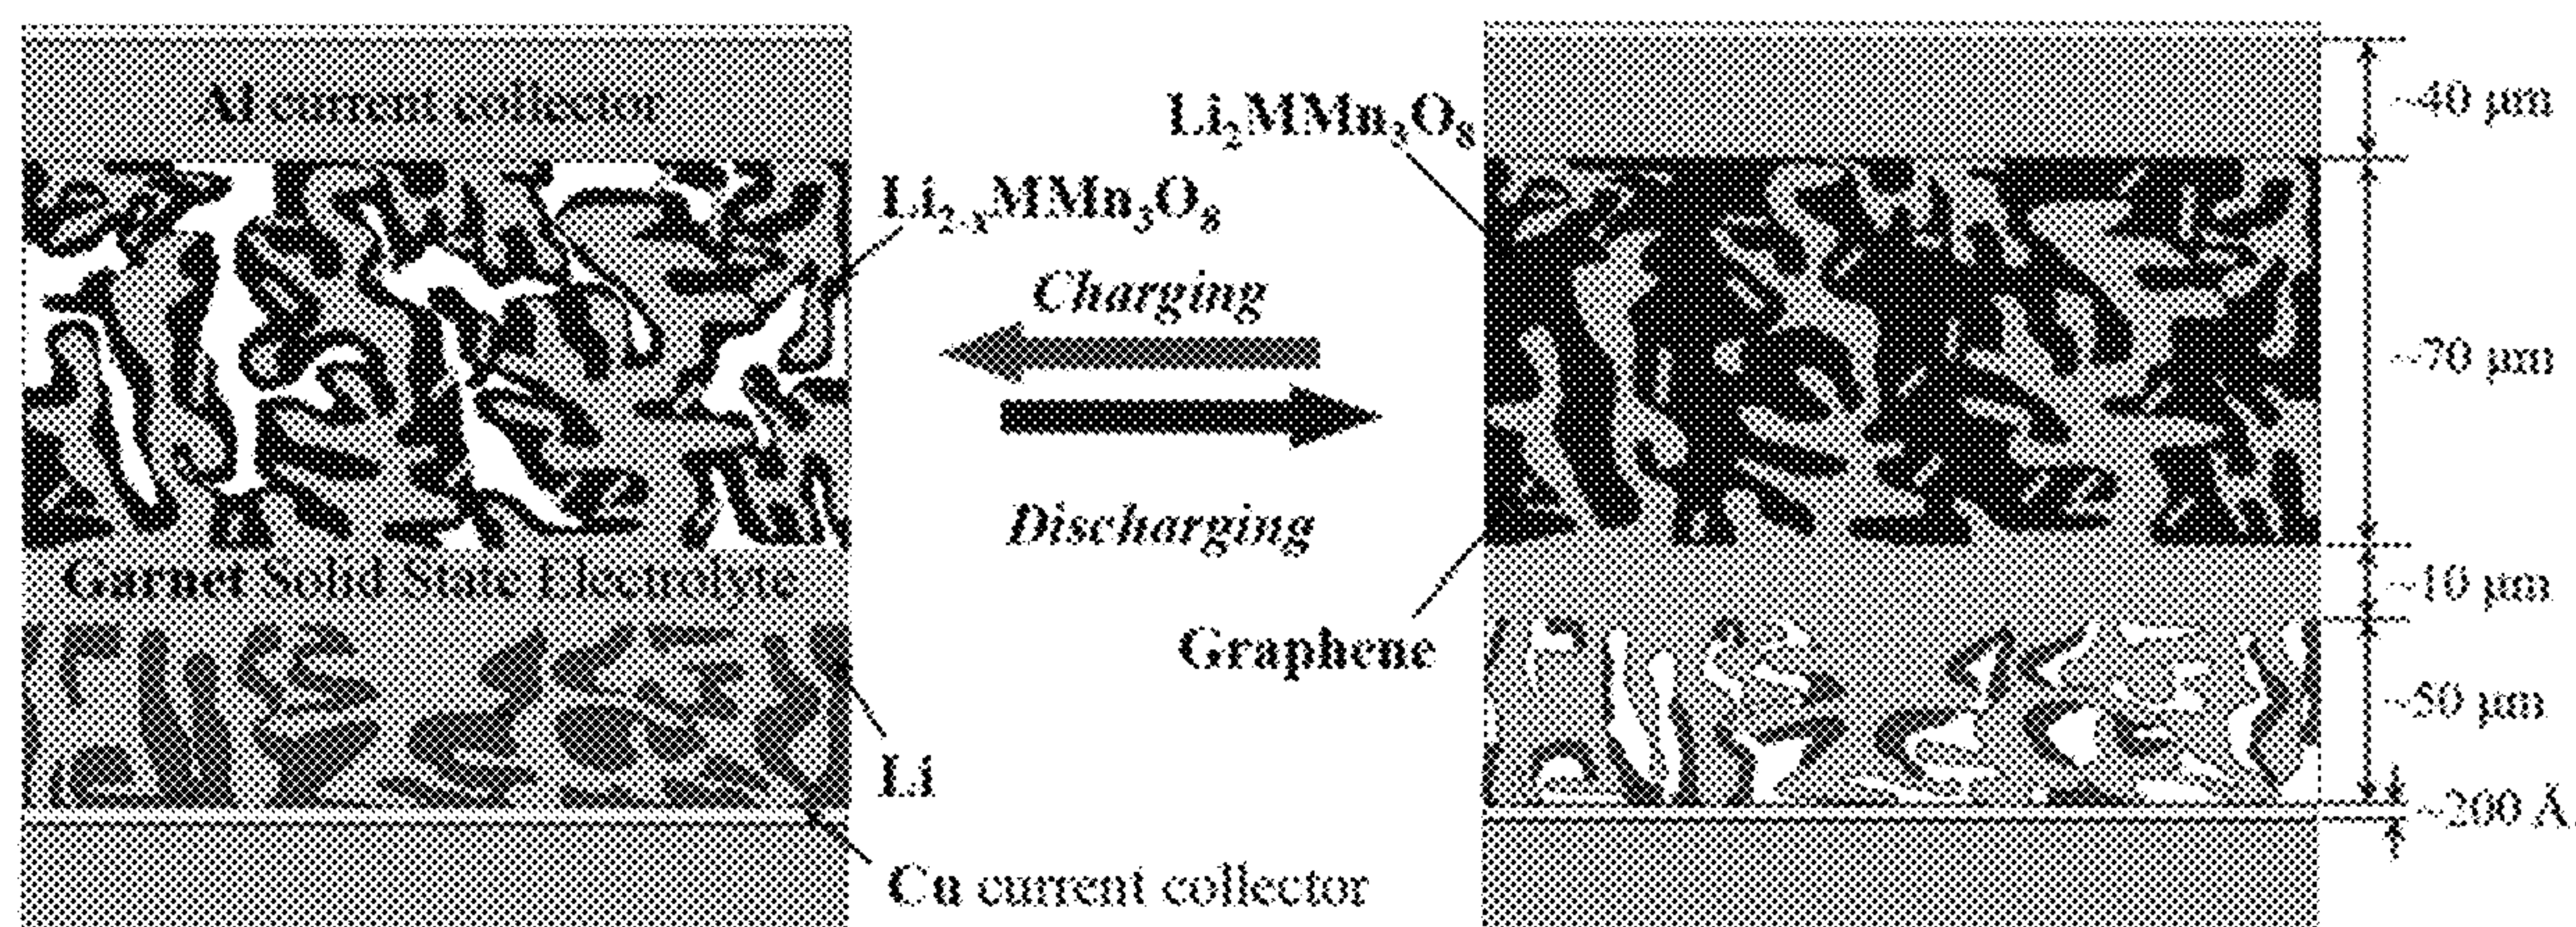 Al current collector
Li₂MMn₃O₈
~40 μm
Li₂₋ₓMMn₃O₈
Charging
~70 μm
Discharging
Garnet Solid State Electrolyte
~10 μm
Graphene
~50 μm
Li
~200 Å
Cu current collector